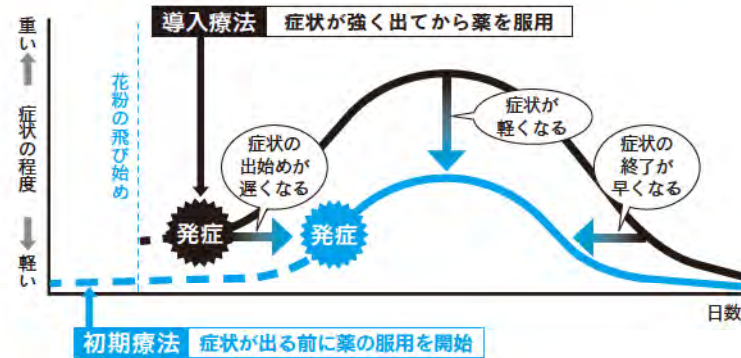 導入療法 症状が強く出てから薬を服用
重い
症状の程度
軽い
花粉の飛び始め
症状の
出始めが
遅くなる
症状が
軽くなる
症状の
終了が
早くなる
発症
発症
日数
初期療法 症状が出る前に薬の服用を開始